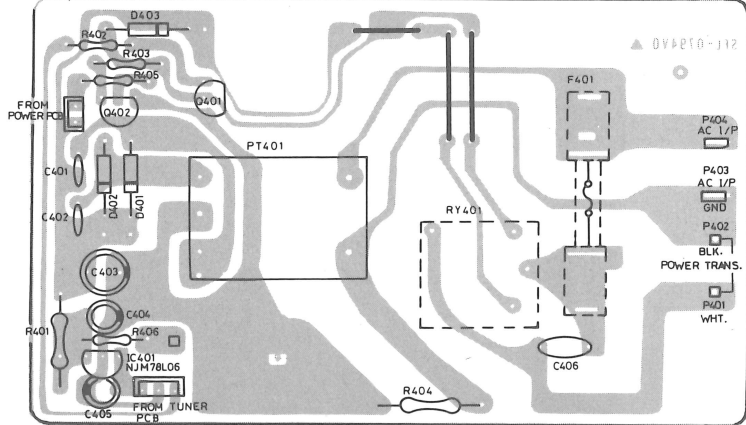 D403
R402
R403
R405
Q401
FROM
POWER PCB
Q402
F401
P404
AC I/P
PT401
C401
P403
AC I/P
GND
D402
D401
C402
RY401
P402
BLK.
POWER TRANS.
C403
P401
WHT.
C404
R401
R406
IC401
NJM78L06
C406
C405
R404
FROM TUNER
PCB